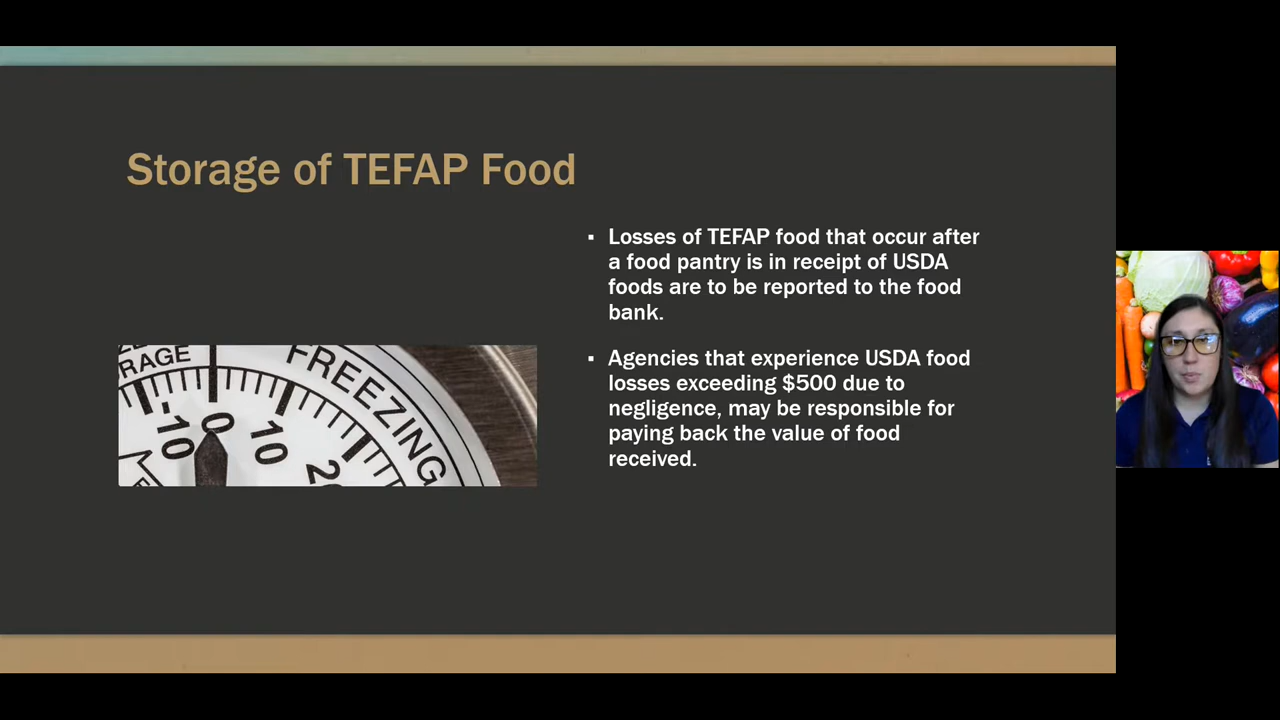 Storage of TEFAP Food
▪ Losses of TEFAP food that occur after
a food pantry is in receipt of USDA
foods are to be reported to the food
bank.
▪ Agencies that experience USDA food
losses exceeding $500 due to
negligence, may be responsible for
paying back the value of food
received.
RAGE
FREEZING
-10 0 10 20